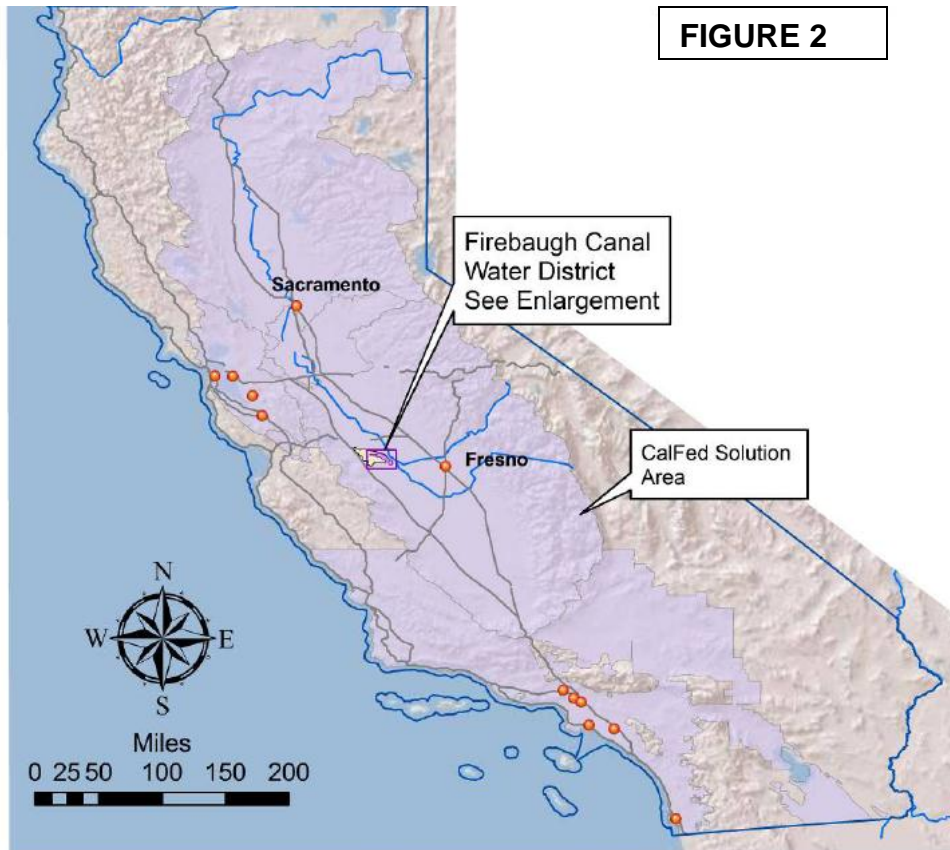 FIGURE 2
Firebaugh Canal
Water District
See Enlargement
Sacramento
Fresno
CalFed Solution
Area
N
W E
S
Miles
0 25 50 100 150 200